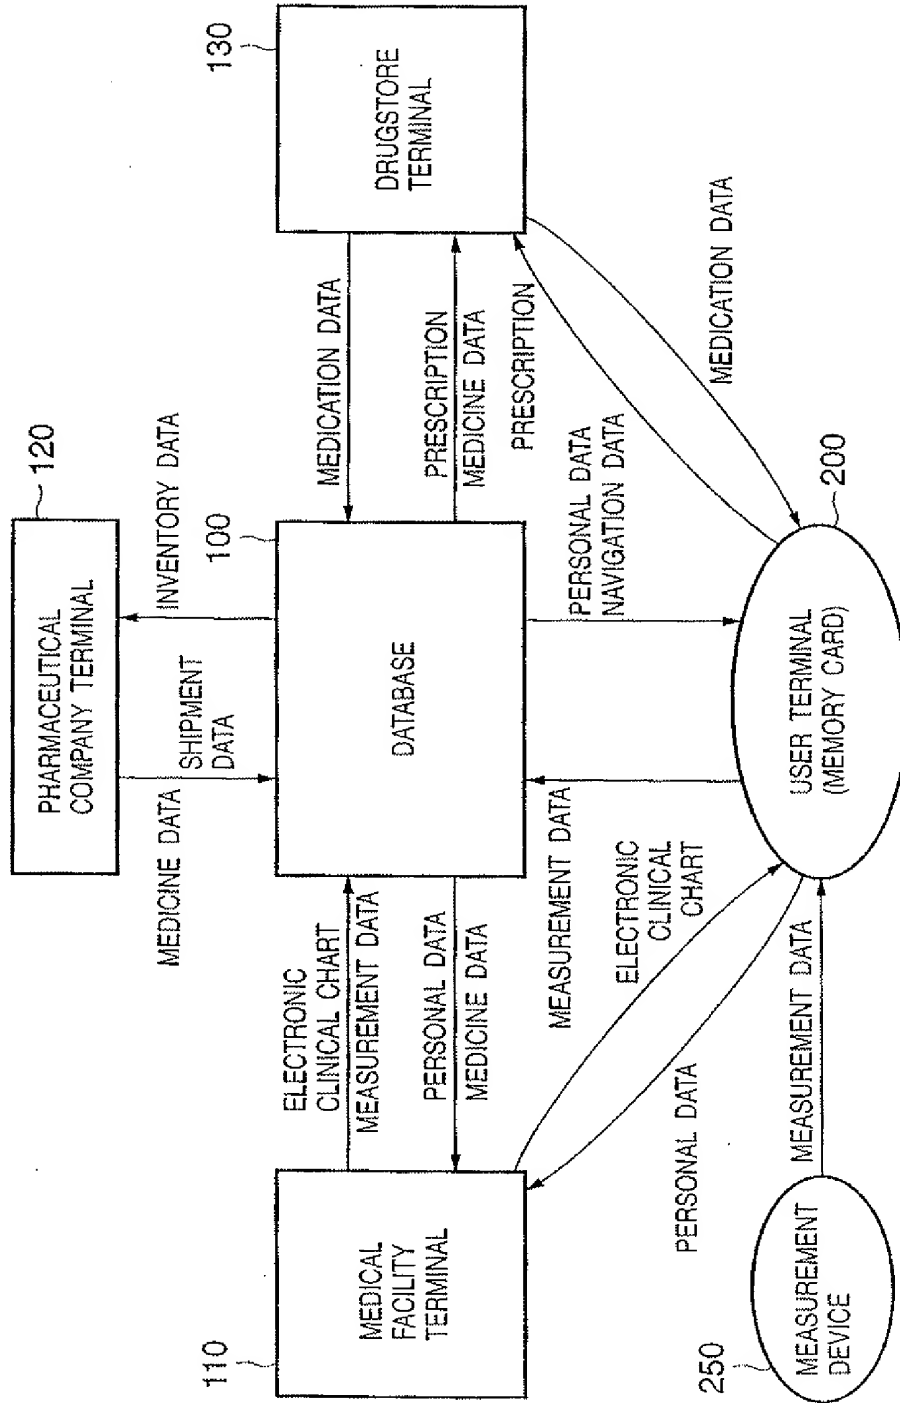 120
PHARMACEUTICAL
COMPANY TERMINAL
MEDICINE DATA
SHIPMENT
DATA
INVENTORY DATA
110
MEDICAL
FACILITY
TERMINAL
ELECTRONIC
CLINICAL CHART
MEASUREMENT DATA
PERSONAL DATA
MEDICINE DATA
100
DATABASE
MEDICATION DATA
PRESCRIPTION
MEDICINE DATA
130
DRUGSTORE
TERMINAL
PRESCRIPTION
MEDICATION DATA
MEASUREMENT DATA
PERSONAL DATA
NAVIGATION DATA
ELECTRONIC
CLINICAL
CHART
PERSONAL DATA
250
MEASUREMENT
DEVICE
MEASUREMENT DATA
200
USER TERMINAL
(MEMORY CARD)